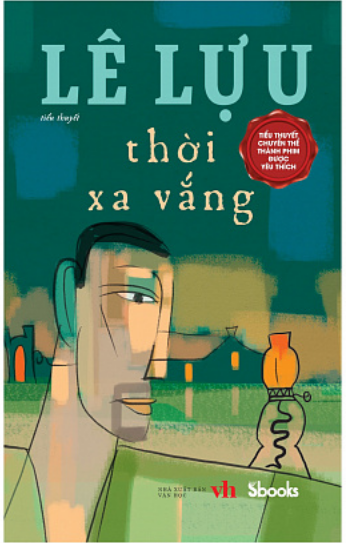 LÊ LỰU
tiểu thuyết
thời
xa vắng
TIỂU THUYẾT
CHUYỂN THỂ
THÀNH PHIM
ĐƯỢC
YÊU THÍCH
NHÀ XUẤT BẢN
VĂN HỌC
vh
Sbooks